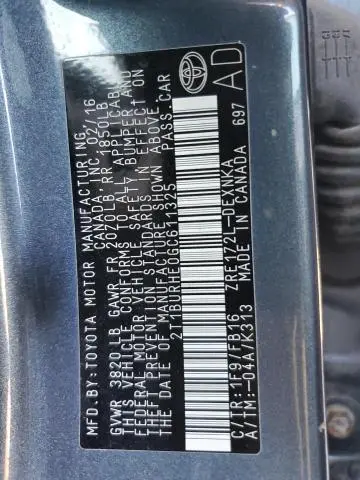 MFD.BY:TOYOTA MOTOR MANUFACTURING
CANADA, INC. 02/16
GVWR 3820LB GAWR FR 2070LB RR 1850LB
THIS VEHICLE CONFORMS TO ALL APPLICABLE
FEDERAL MOTOR VEHICLE SAFETY, BUMPER, AND
THEFT PREVENTION STANDARDS IN EFFECT ON
THE DATE OF MANUFACTURE SHOWN ABOVE.
2T1BURHE0GC611325 PASS.CAR
C/TR:1F9/FB16 ZRE172L-DEXNKA
A/TM:-04A/K313 MADE IN CANADA 697
AD